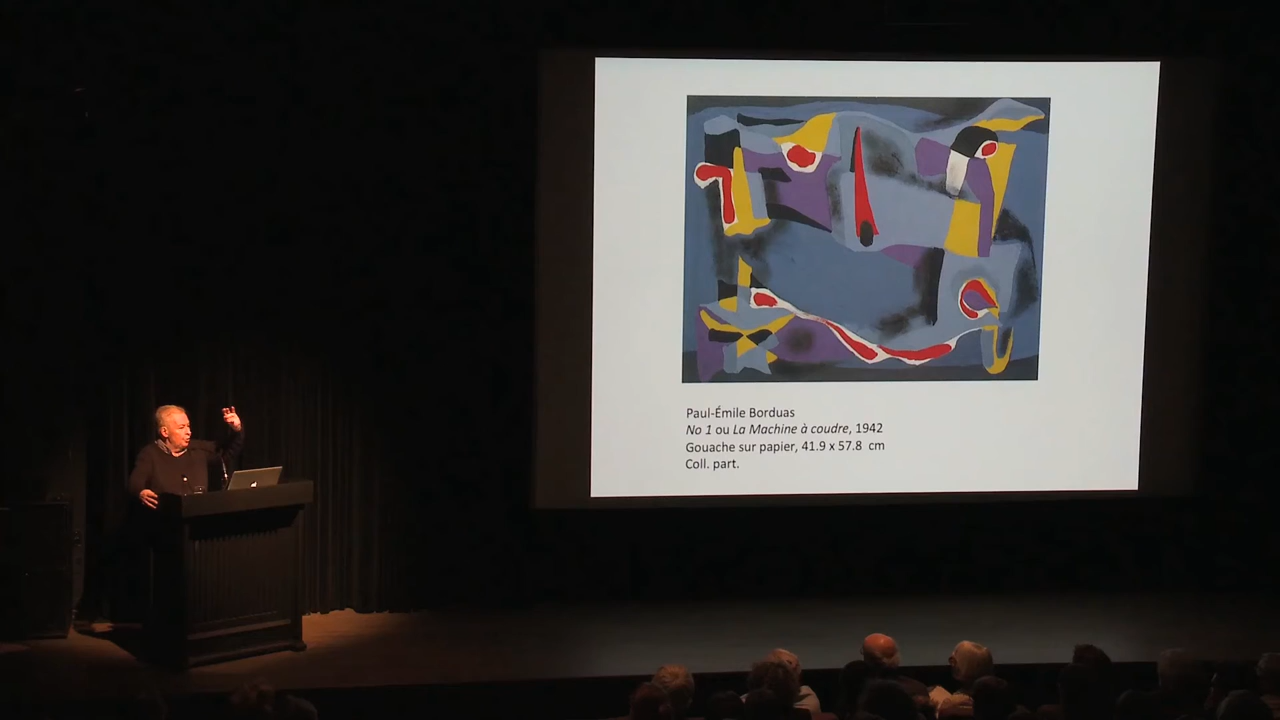 Paul-Émile Borduas
No 1 ou La Machine à coudre, 1942
Gouache sur papier, 41.9 x 57.8 cm
Coll. part.